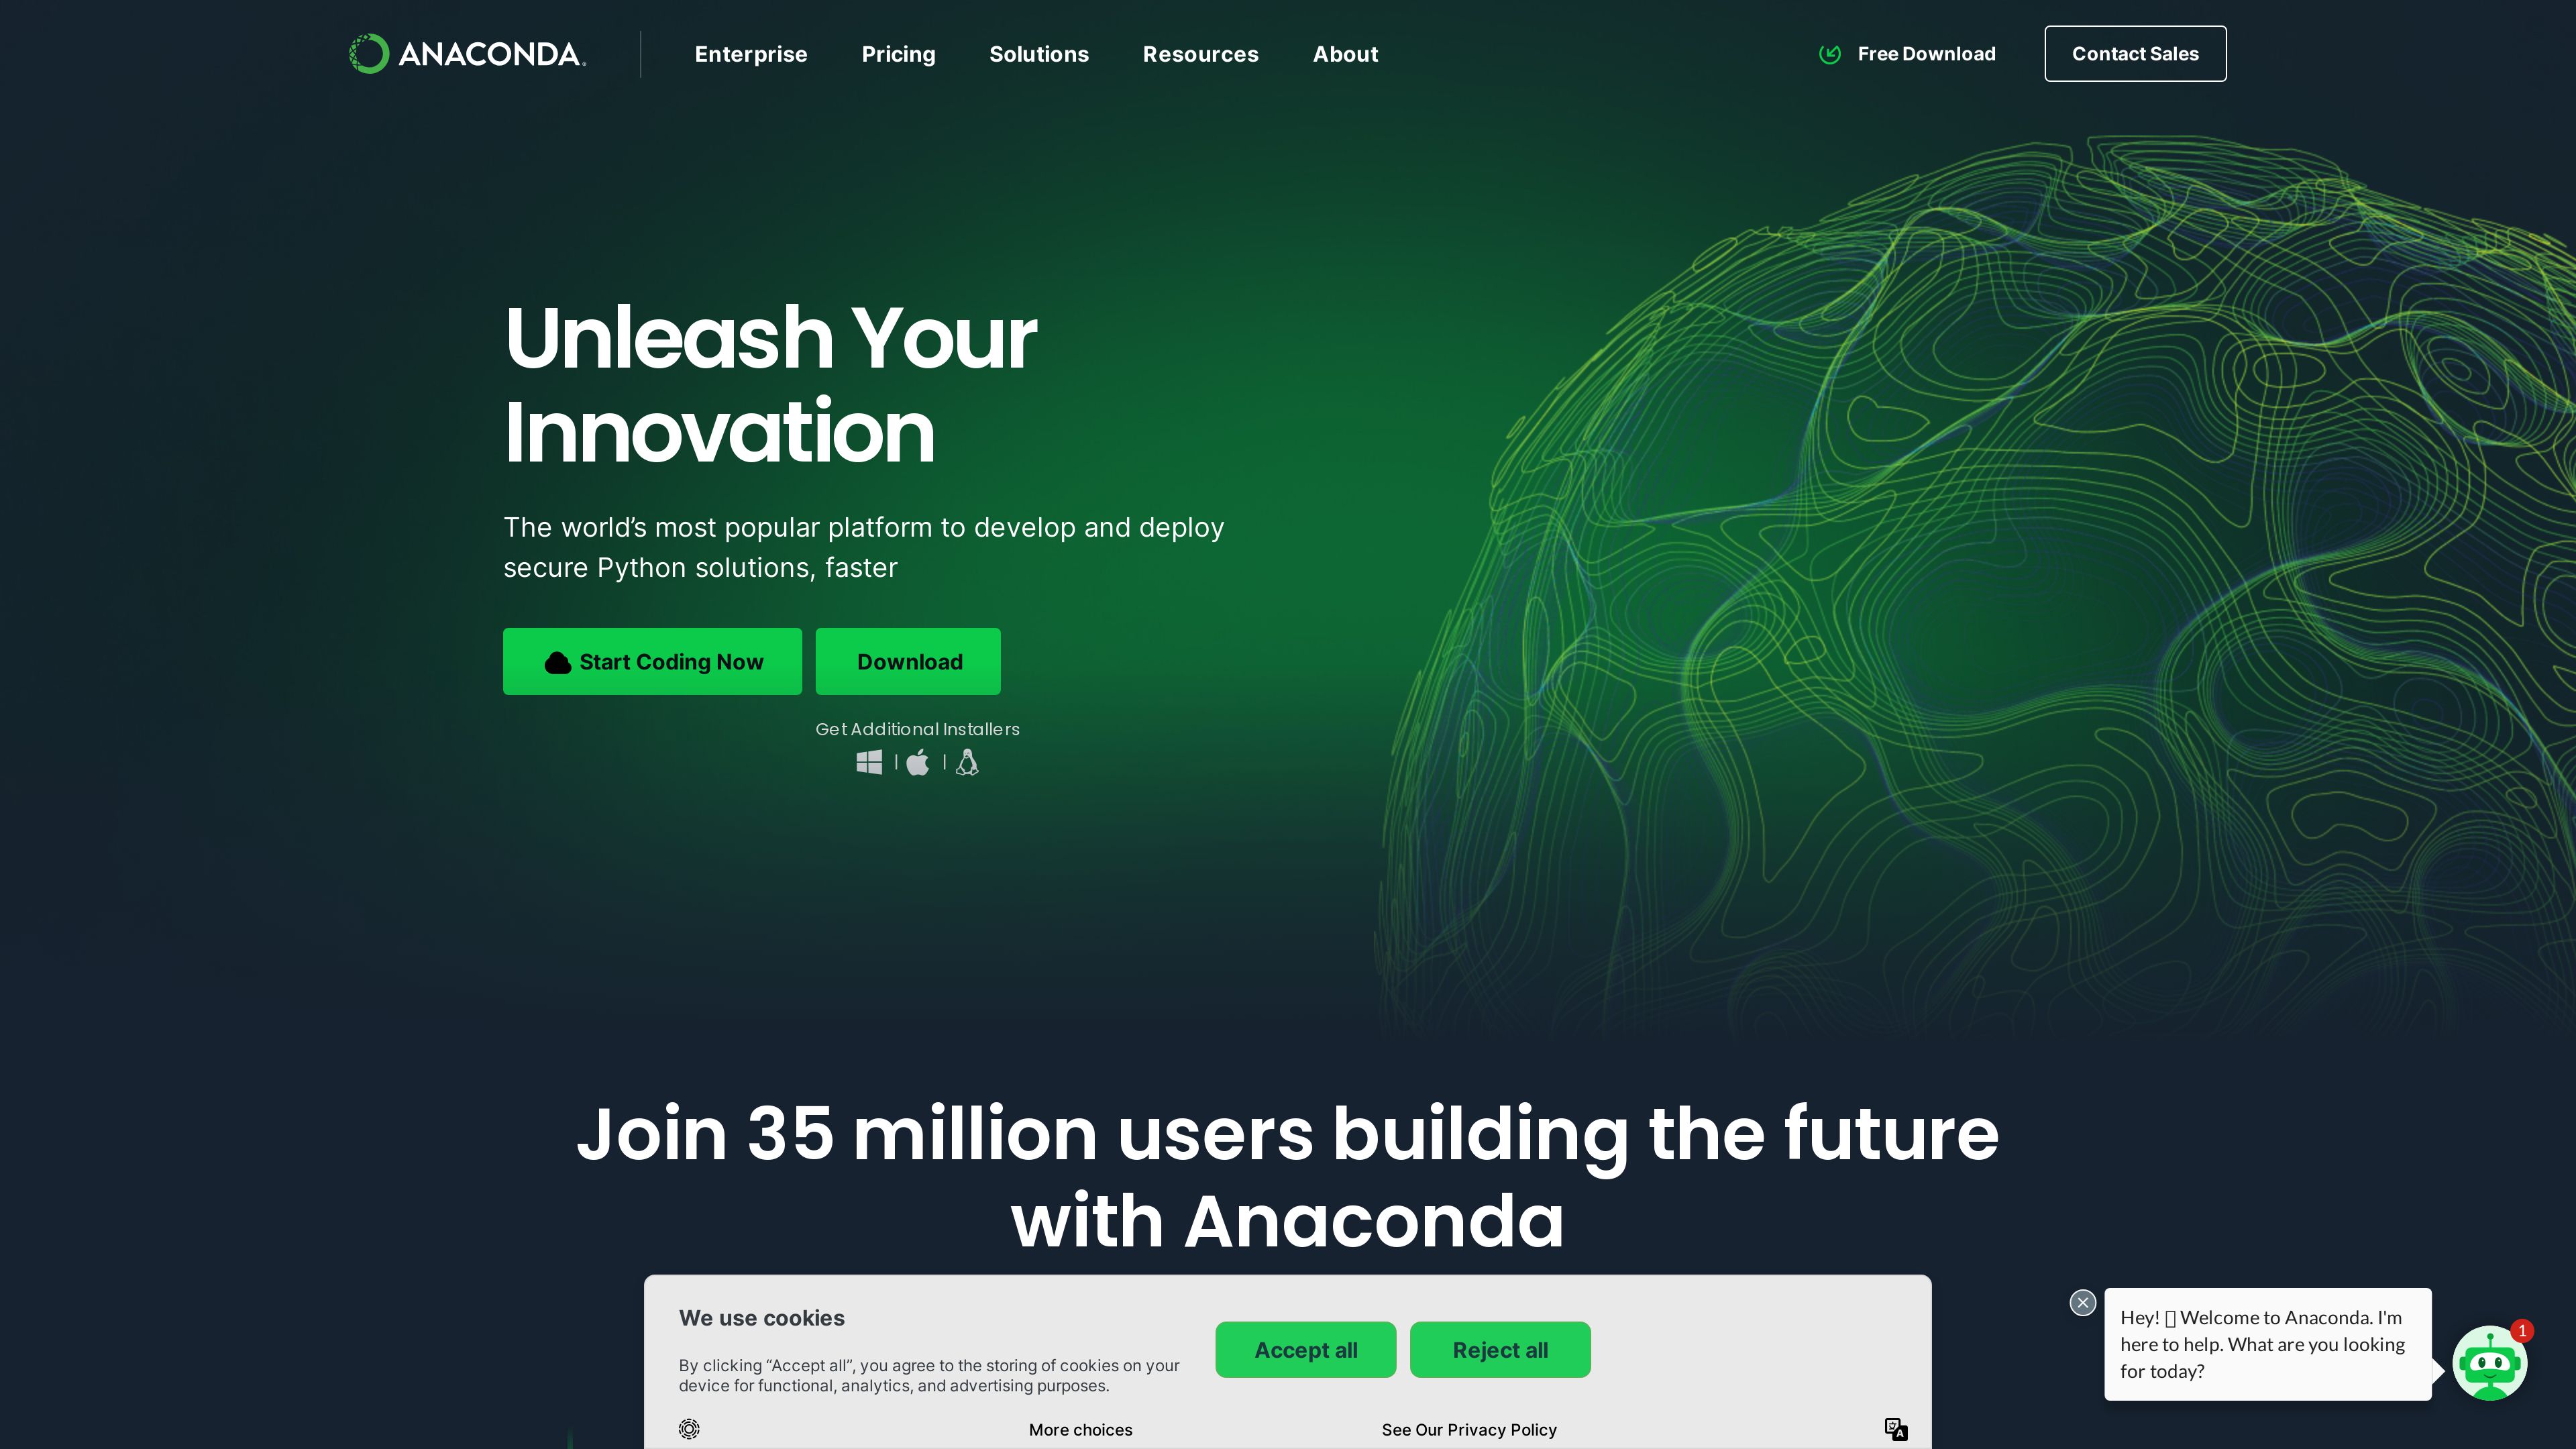 ANACONDA
Enterprise
Pricing
Solutions
Resources
About
Free Download
Contact Sales
Unleash Your
Innovation
The world’s most popular platform to develop and deploy
secure Python solutions, faster
Start Coding Now
Download
Get Additional Installers
Join 35 million users building the future
with Anaconda
We use cookies
By clicking “Accept all”, you agree to the storing of cookies on your
device for functional, analytics, and advertising purposes.
Accept all
Reject all
More choices
See Our Privacy Policy
Hey! Welcome to Anaconda. I'm
here to help. What are you looking
for today?
1